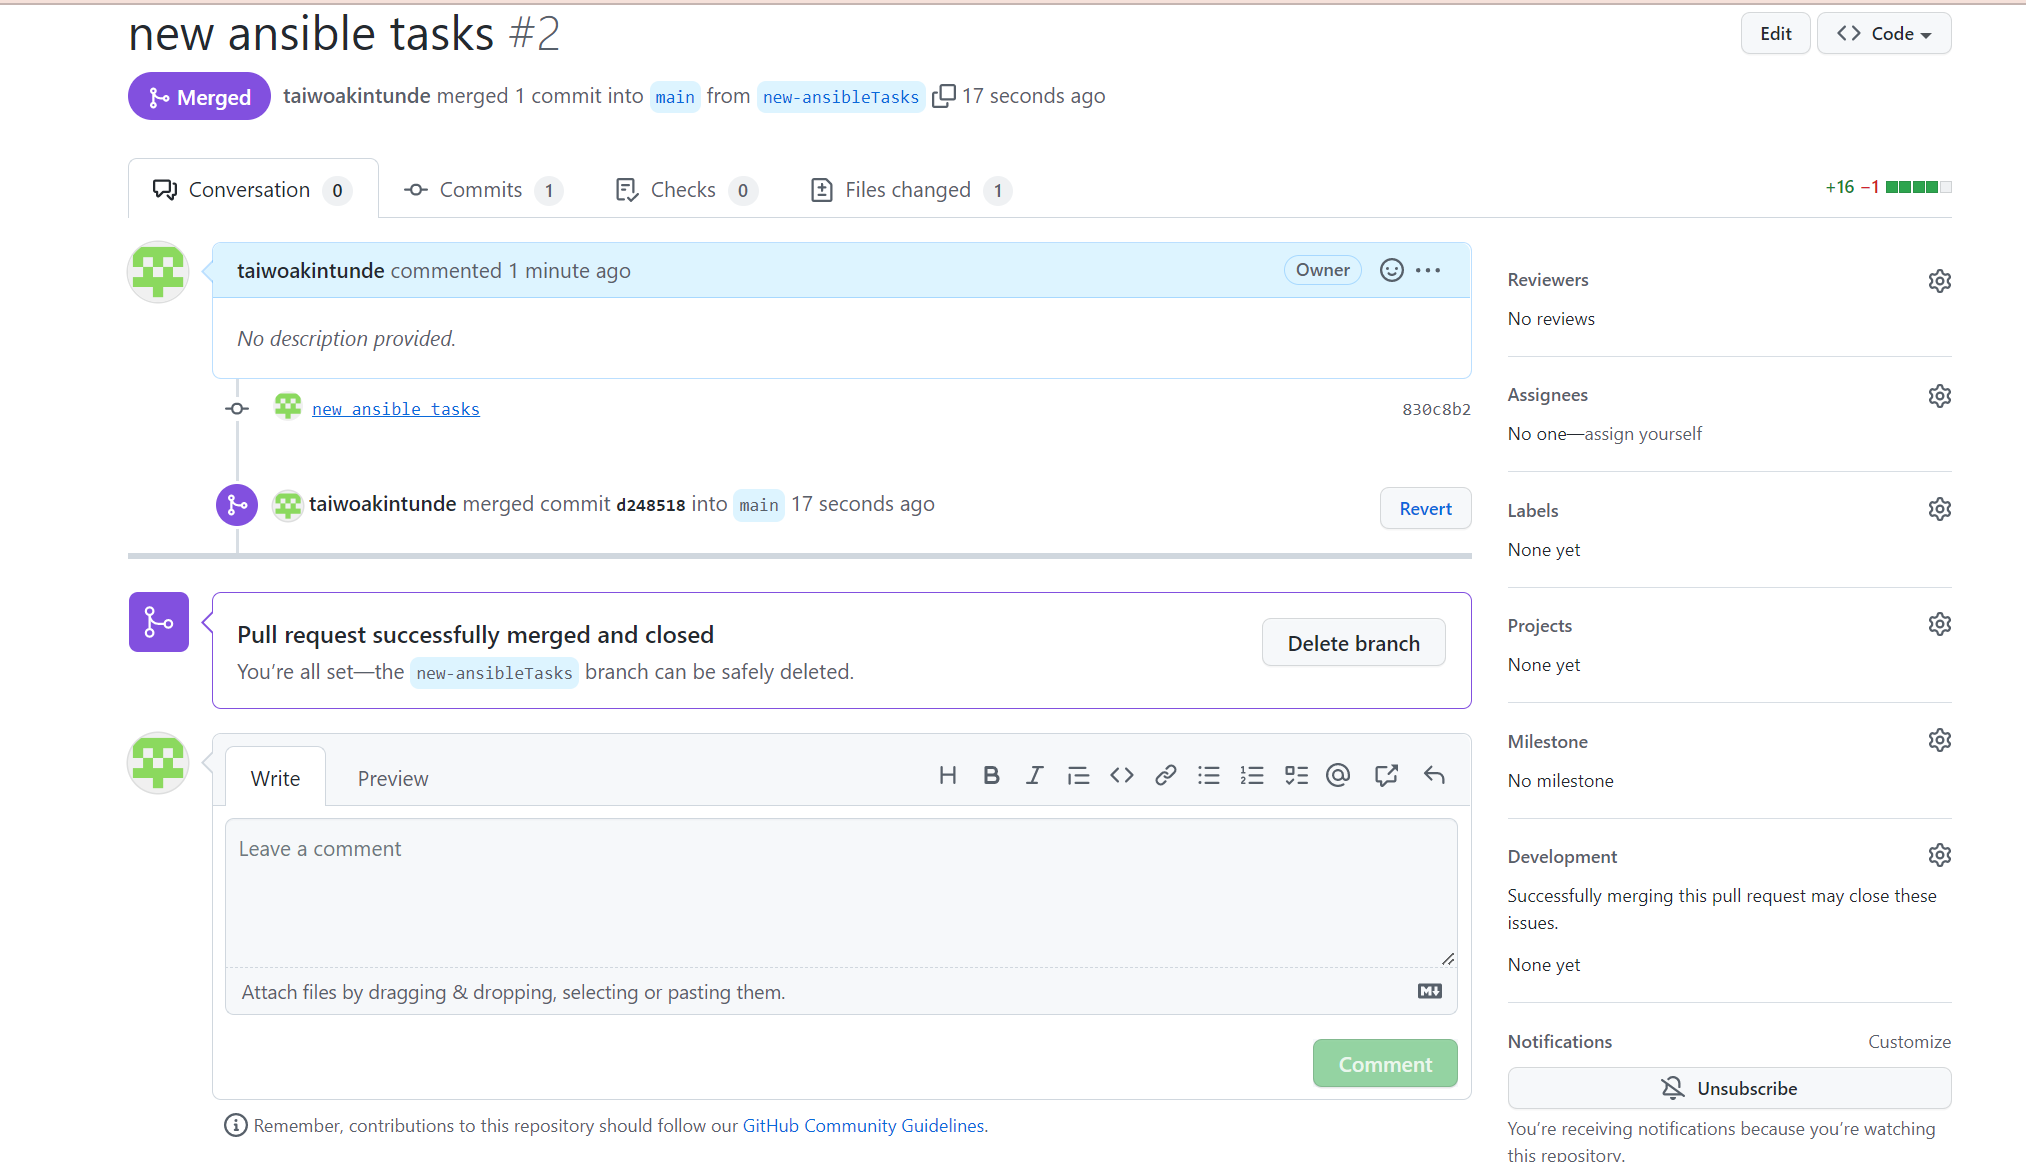 new ansible tasks #2
Edit
Code
Merged
taiwoakintunde merged 1 commit into main from new-ansibleTasks 17 seconds ago
Conversation 0
Commits 1
Checks 0
Files changed 1
+16 −1
taiwoakintunde commented 1 minute ago
Owner
No description provided.
new ansible tasks
830c8b2
taiwoakintunde merged commit d248518 into main 17 seconds ago
Revert
Pull request successfully merged and closed
You’re all set—the new-ansibleTasks branch can be safely deleted.
Delete branch
Write
Preview
Leave a comment
Attach files by dragging & dropping, selecting or pasting them.
Comment
Remember, contributions to this repository should follow our GitHub Community Guidelines.
Reviewers
No reviews
Assignees
No one—assign yourself
Labels
None yet
Projects
None yet
Milestone
No milestone
Development
Successfully merging this pull request may close these
issues.
None yet
Notifications
Customize
Unsubscribe
You’re receiving notifications because you’re watching
this repository.